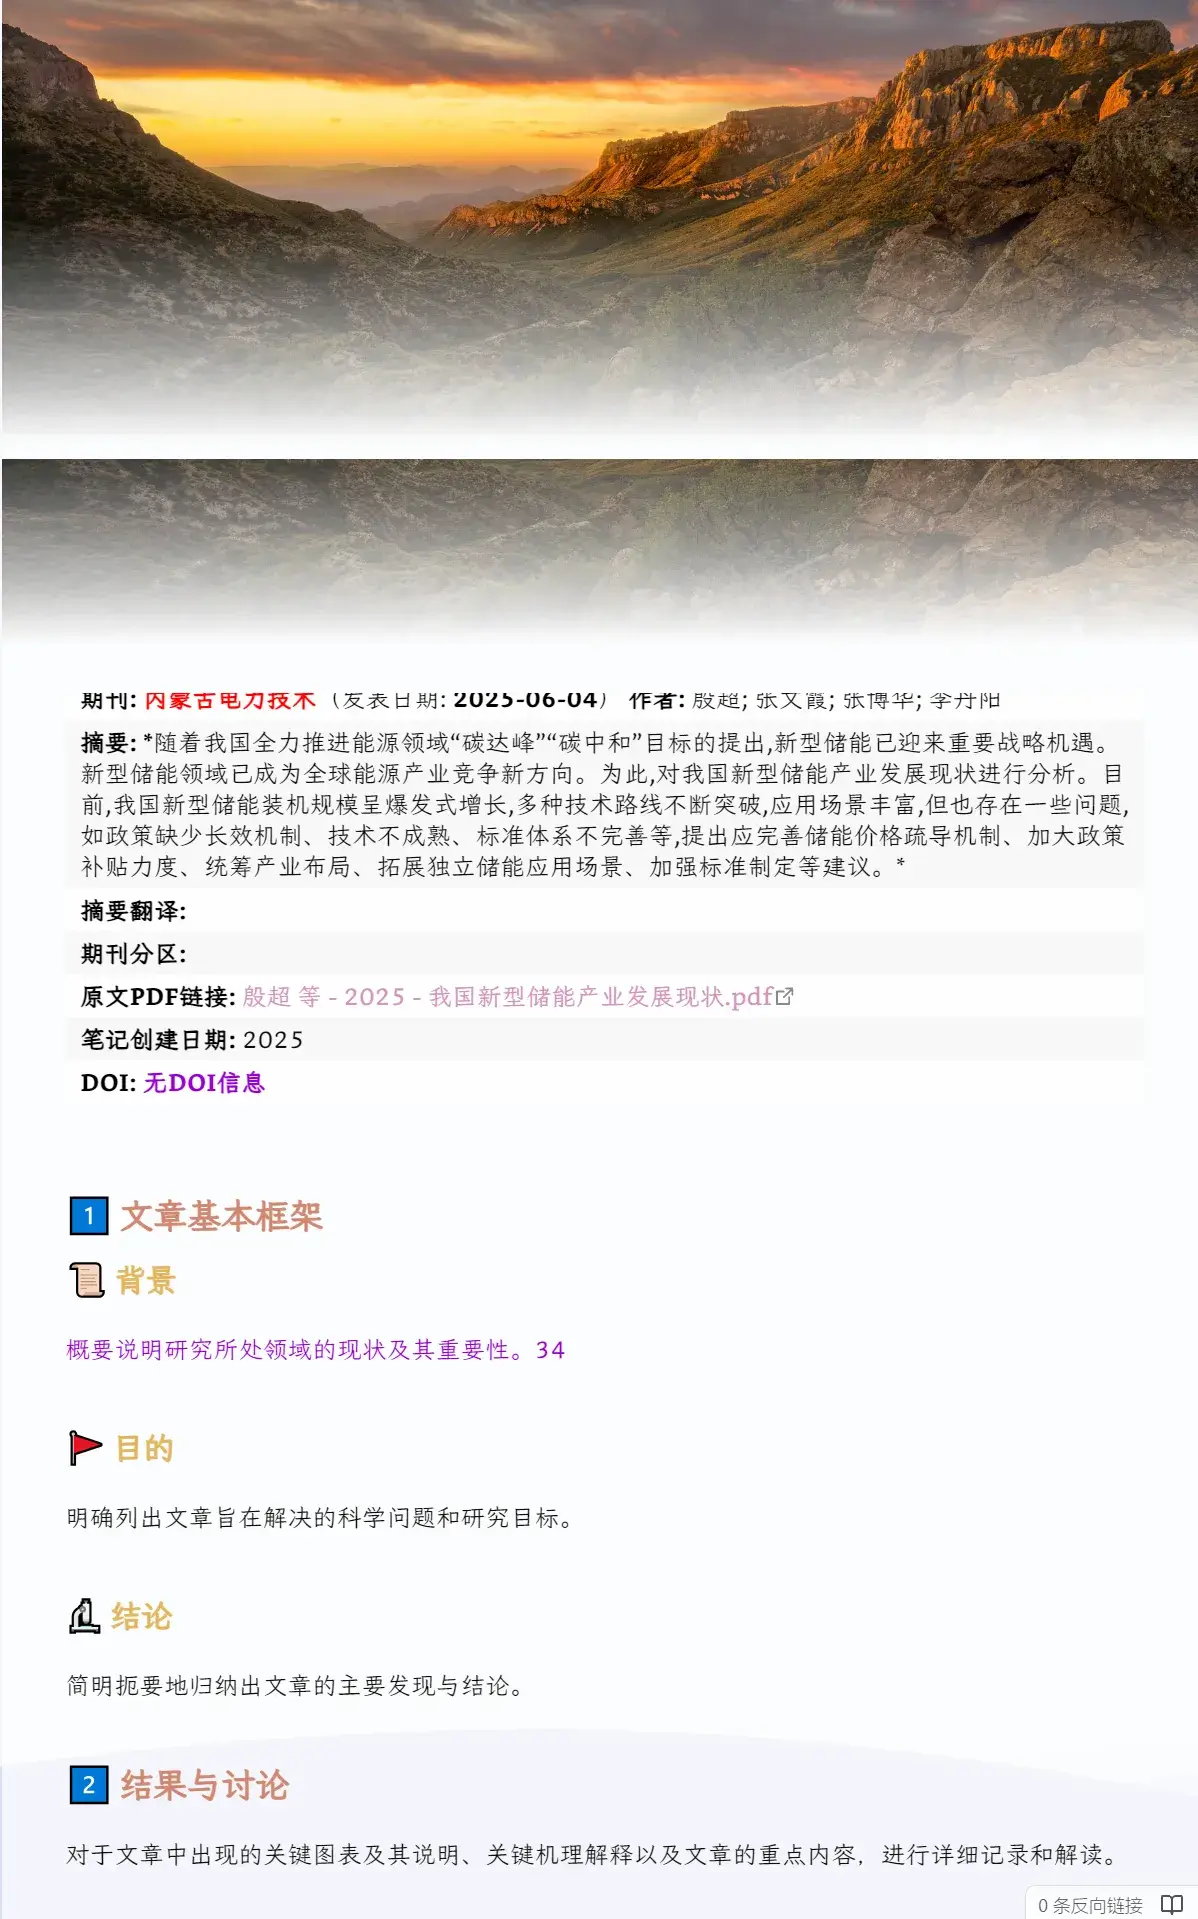 期刊: 内蒙古电力技术（发表日期: 2025-06-04） 作者: 殷超; 张文霞; 张博华; 李丹阳
摘要: *随着我国全力推进能源领域“碳达峰”“碳中和”目标的提出,新型储能已迎来重要战略机遇。
新型储能领域已成为全球能源产业竞争新方向。为此,对我国新型储能产业发展现状进行分析。目
前,我国新型储能装机规模呈爆发式增长,多种技术路线不断突破,应用场景丰富,但也存在一些问题,
如政策缺少长效机制、技术不成熟、标准体系不完善等,提出应完善储能价格疏导机制、加大政策
补贴力度、统筹产业布局、拓展独立储能应用场景、加强标准制定等建议。*
摘要翻译:
期刊分区:
原文PDF链接: 殷超 等 - 2025 - 我国新型储能产业发展现状.pdf
笔记创建日期: 2025
DOI: 无DOI信息
1 文章基本框架
背景
概要说明研究所处领域的现状及其重要性。34
目的
明确列出文章旨在解决的科学问题和研究目标。
结论
简明扼要地归纳出文章的主要发现与结论。
2 结果与讨论
对于文章中出现的关键图表及其说明、关键机理解释以及文章的重点内容，进行详细记录和解读。
0 条反向链接